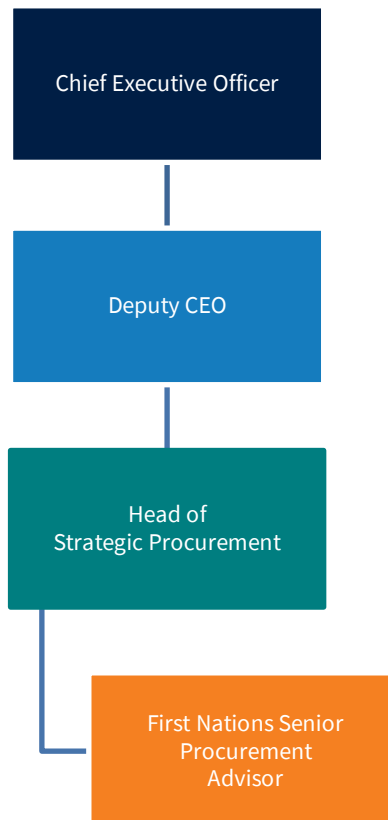 Chief Executive Officer
Deputy CEO
Head of
Strategic Procurement
First Nations Senior
Procurement
Advisor